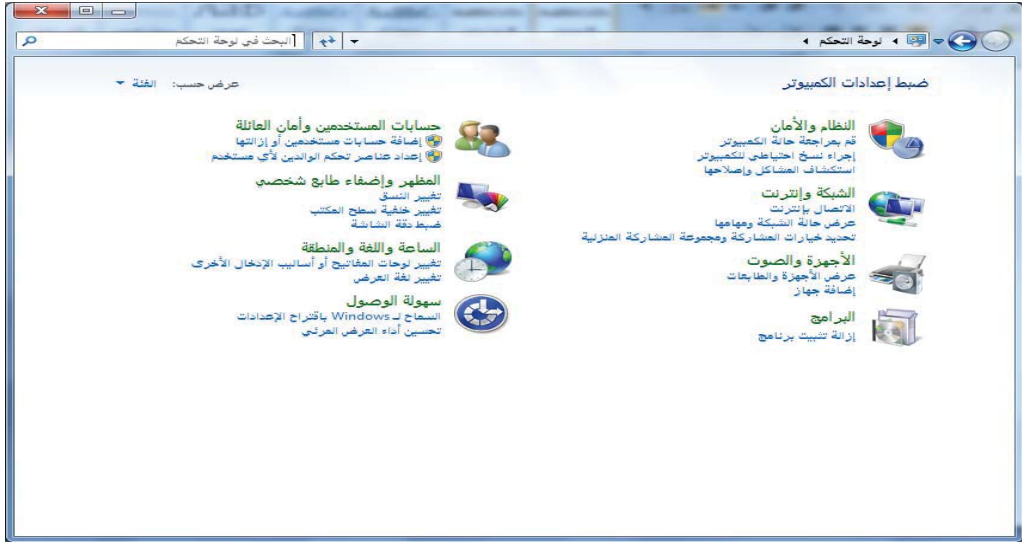 لوحة التحكم
البحث في لوحة التحكم
ضبط إعدادات الكمبيوتر
عرض حسب: الفئة
النظام والأمان
قم بمراجعة حالة الكمبيوتر
إجراء نسخ احتياطي للكمبيوتر
استكشاف المشاكل وإصلاحها
الشبكة وإنترنت
الاتصال بإنترنت
عرض حالة الشبكة ومهامها
تحديد خيارات المشاركة ومجموعة المشاركة المنزلية
الأجهزة والصوت
عرض الأجهزة والطابعات
إضافة جهاز
البرامج
إزالة تثبيت برنامج
حسابات المستخدمين وأمان العائلة
إضافة حسابات مستخدمين أو إزالتها
إعداد عناصر تحكم الوالدين لأي مستخدم
المظهر وإضفاء طابع شخصي
تغيير النسق
تغيير خلفية سطح المكتب
ضبط دقة الشاشة
الساعة واللغة والمنطقة
تغيير لوحات المفاتيح أو أساليب الإدخال الأخرى
تغيير لغة العرض
سهولة الوصول
السماح لـ Windows باقتراح الإعدادات
تحسين أداء العرض المرئي